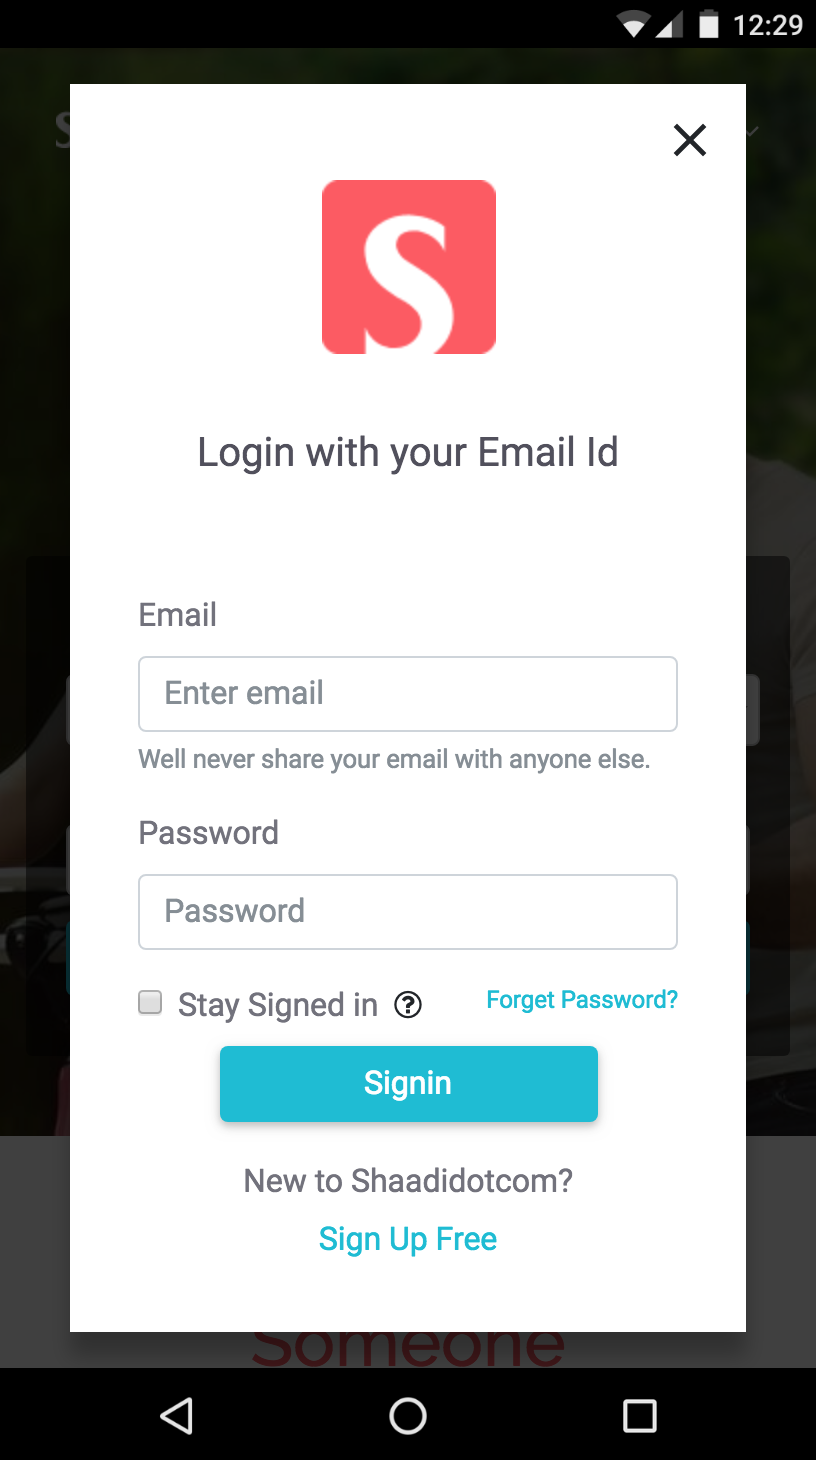 12:29
S
S
Login with your Email Id
Email
Enter email
Well never share your email with anyone else.
Password
Password
Stay Signed in ?
Forget Password?
Signin
New to Shaadidotcom?
Sign Up Free
Someone